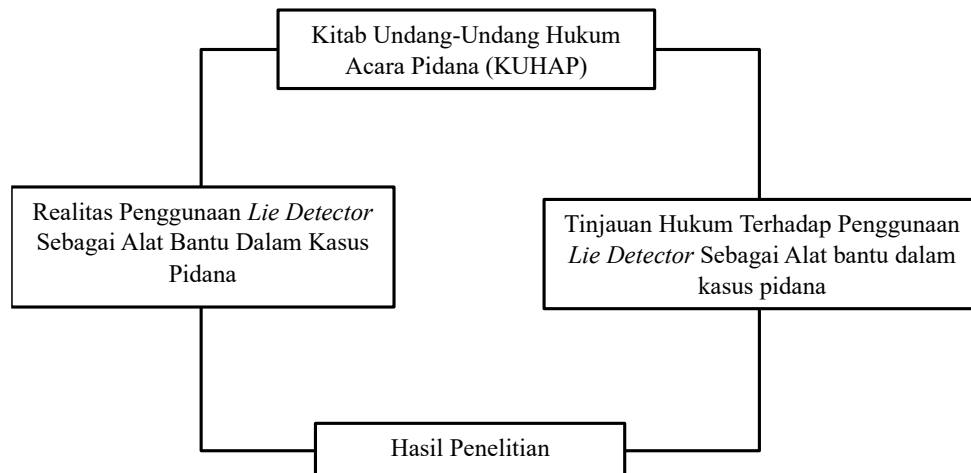 Kitab Undang-Undang Hukum
Acara Pidana (KUHAP)
Realitas Penggunaan Lie Detector
Sebagai Alat Bantu Dalam Kasus
Pidana
Tinjauan Hukum Terhadap Penggunaan
Lie Detector Sebagai Alat bantu dalam
kasus pidana
Hasil Penelitian